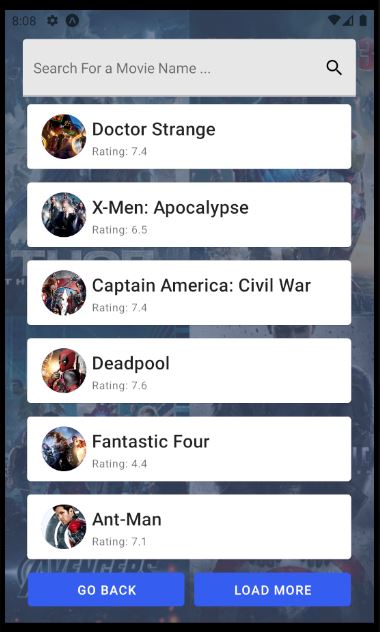 8:08
Search For a Movie Name ...
Doctor Strange
Rating: 7.4
X-Men: Apocalypse
Rating: 6.5
Captain America: Civil War
Rating: 7.4
Deadpool
Rating: 7.6
Fantastic Four
Rating: 4.4
Ant-Man
Rating: 7.1
AVENGERS
GO BACK
LOAD MORE